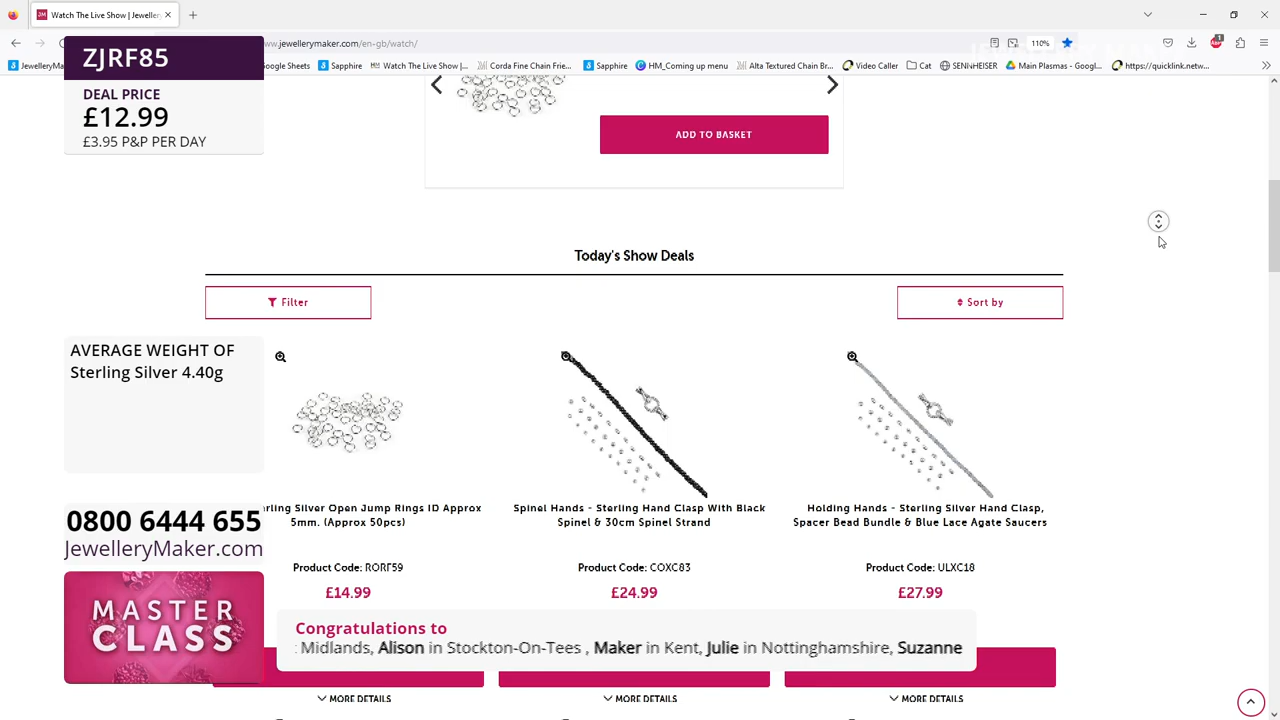 Watch The Live Show | Jeweller
ZJRF85
DEAL PRICE
£12.99
£3.95 P&P PER DAY
ww.jewellerymaker.com/en-gb/watch/
110%
1
JewelleryM
Google Sheets
Sapphire
Watch The Live Show |...
Corda Fine Chain Frie...
Sapphire
HM_Coming up menu
Alta Textured Chain Br...
Video Caller
Cat
SENNHEISER
Main Plasmas - Googl...
https://quicklink.netw...
ADD TO BASKET
Today's Show Deals
Filter
Sort by
AVERAGE WEIGHT OF
Sterling Silver 4.40g
0800 6444 655
JewelleryMaker.com
MASTER
CLASS
rling Silver Open Jump Rings ID Approx
5mm. (Approx 50pcs)
Product Code: RORF59
£14.99
Spinel Hands - Sterling Hand Clasp With Black
Spinel & 30cm Spinel Strand
Product Code: COXC83
£24.99
Holding Hands - Sterling Silver Hand Clasp,
Spacer Bead Bundle & Blue Lace Agate Saucers
Product Code: ULXC18
£27.99
Congratulations to
Midlands, Alison in Stockton-On-Tees , Maker in Kent, Julie in Nottinghamshire, Suzanne
MORE DETAILS
MORE DETAILS
MORE DETAILS